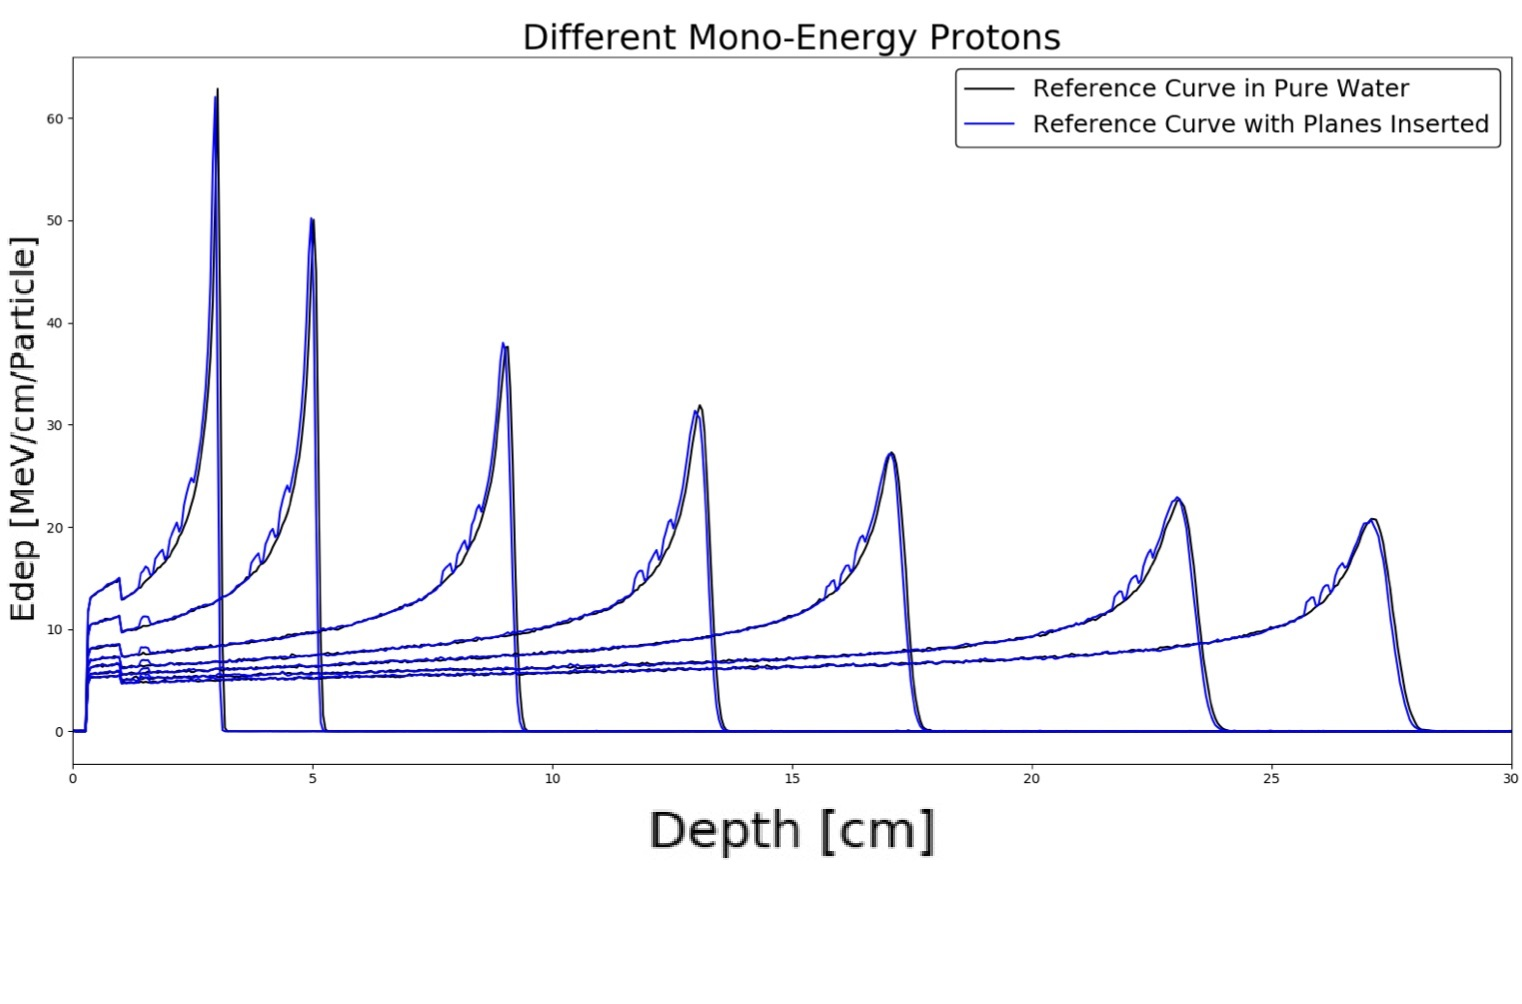 Different Mono-Energy Protons
Reference Curve in Pure Water
Reference Curve with Planes Inserted
Edep [MeV/cm/Particle]
60
50
40
30
20
10
0
0 5 10 15 20 25 30
Depth [cm]